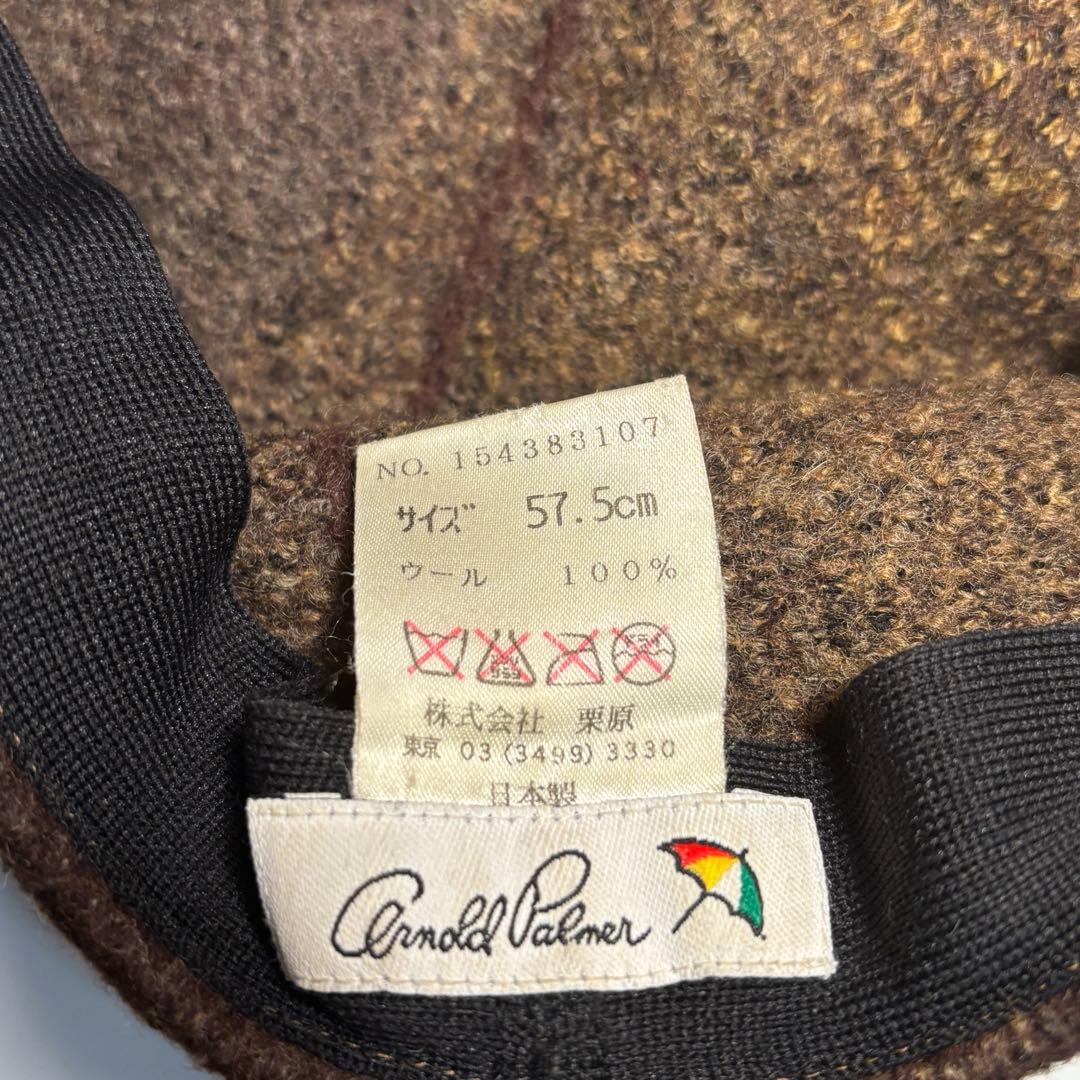 NO. 154383107
サイズ 57.5cm
ウール 100%
株式会社 栗原
東京 03(3499)3330
日本製
Arnold Palmer